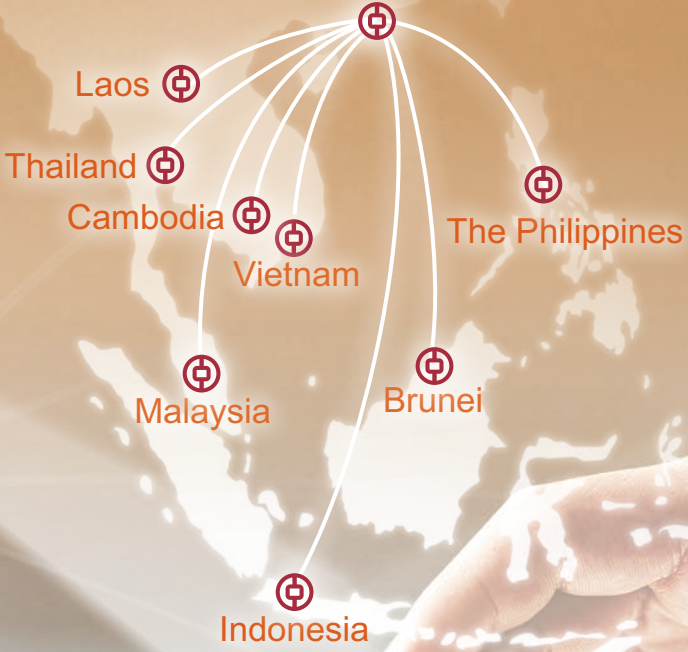 Laos
Thailand
Cambodia
The Philippines
Vietnam
Brunei
Malaysia
Indonesia